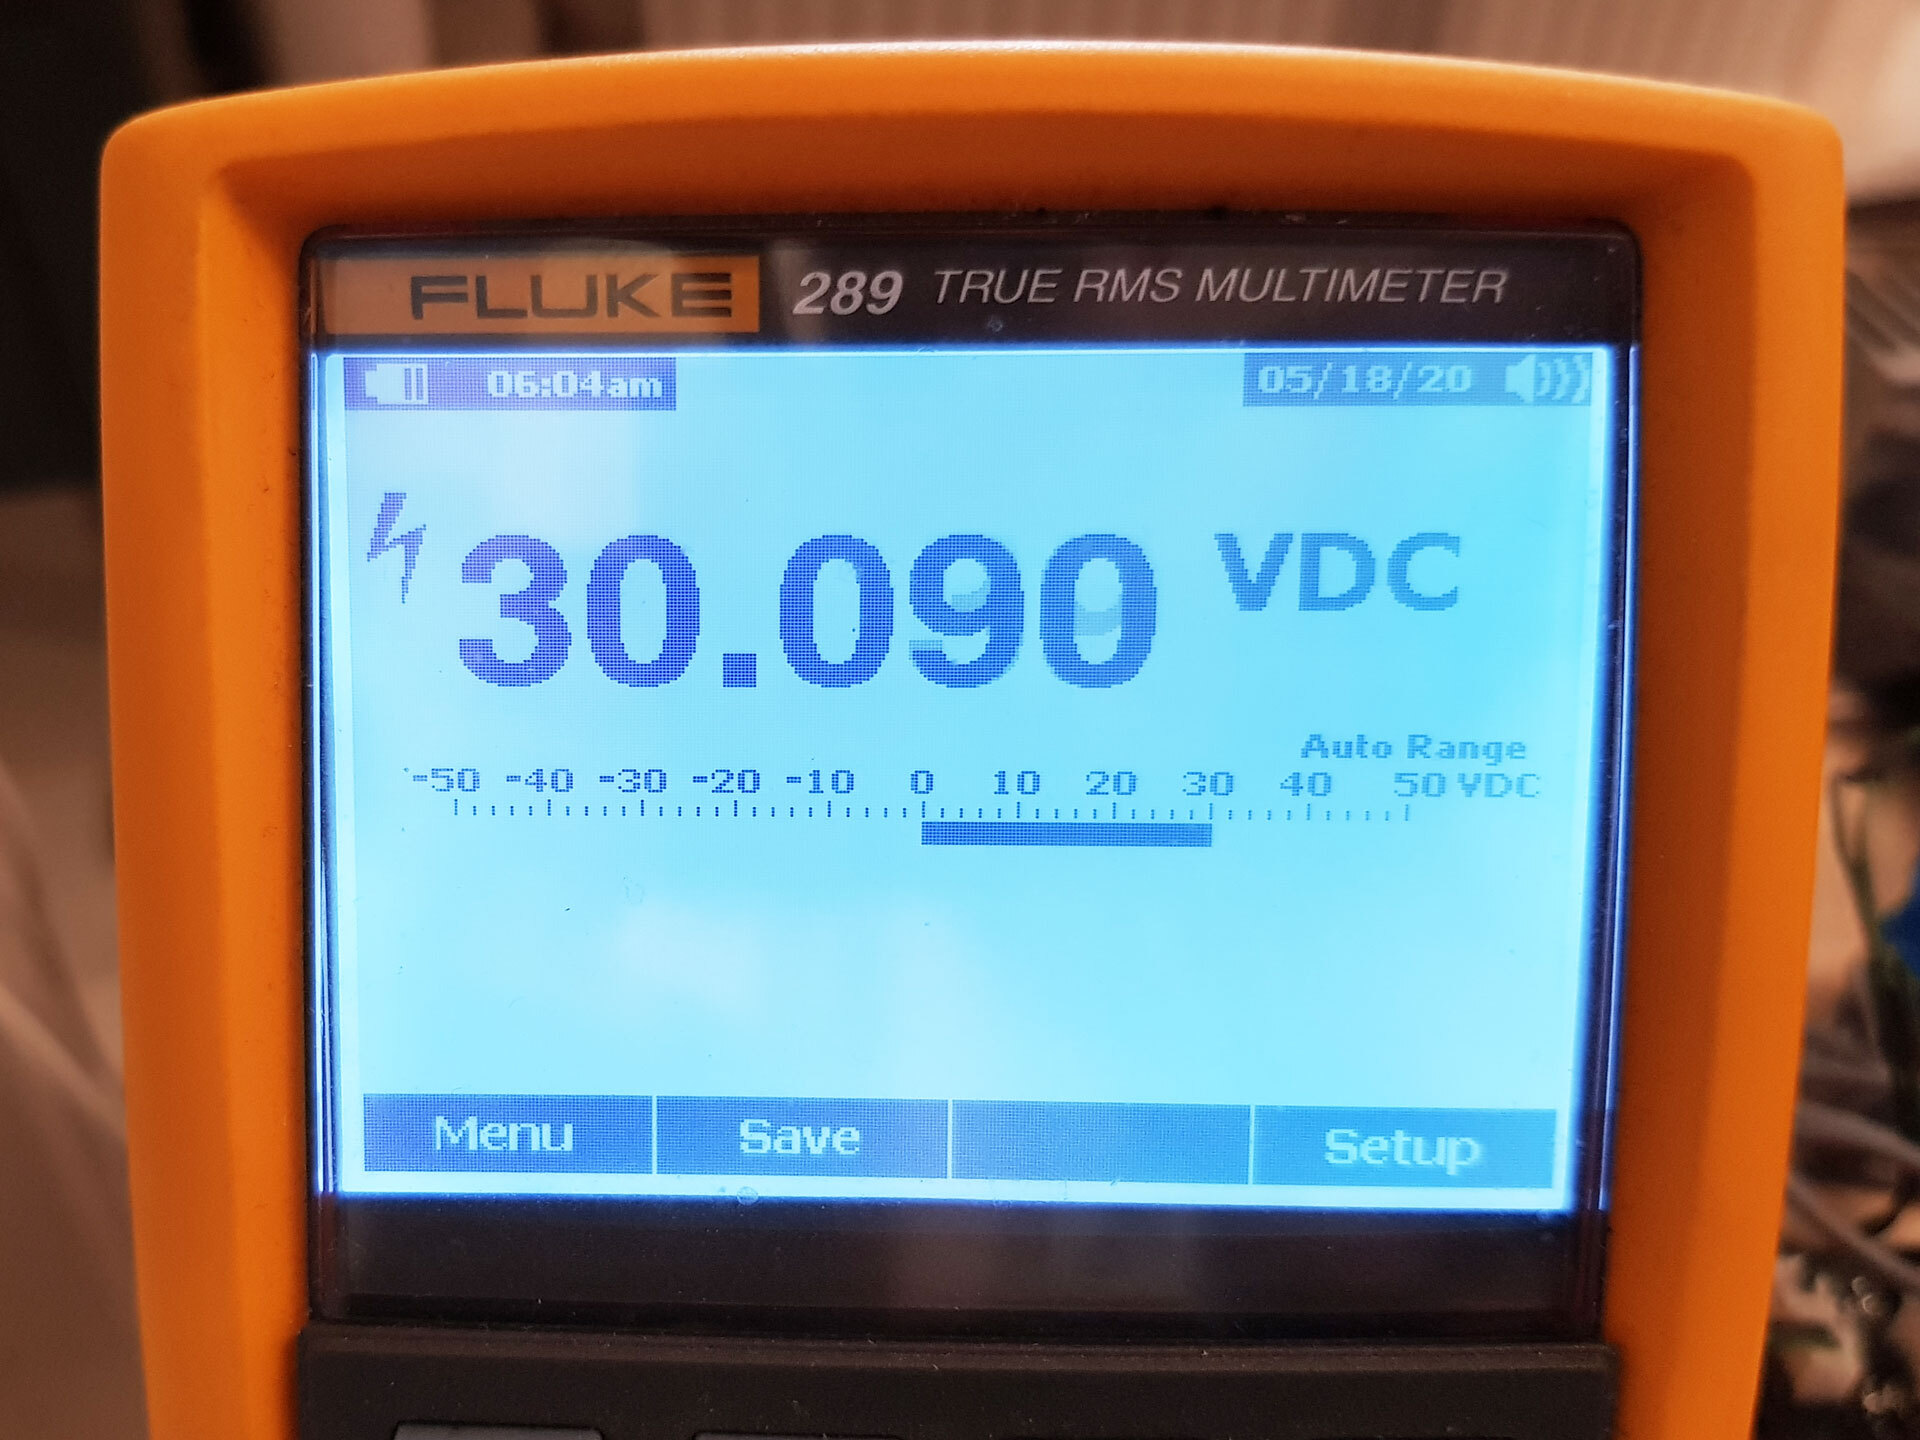 FLUKE 289 TRUE RMS MULTIMETER
06:04am 05/18/20
30.090 VDC
Auto Range
-50 -40 -30 -20 -10 0 10 20 30 40 50 VDC
Menu Save Setup